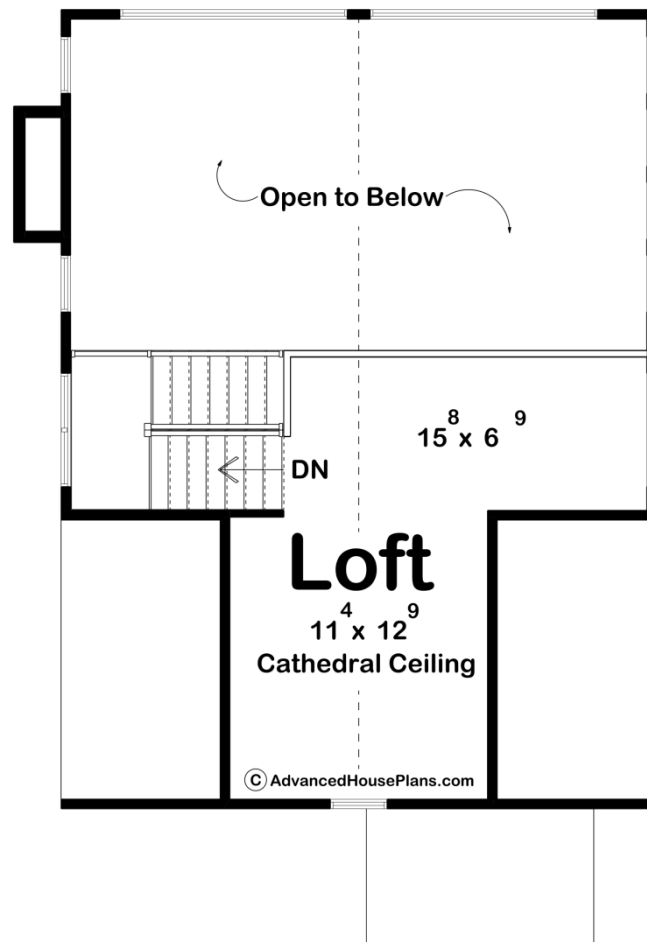 Open to Below
15⁸ x 6⁹
DN
Loft
11⁴ x 12⁹
Cathedral Ceiling
© AdvancedHousePlans.com